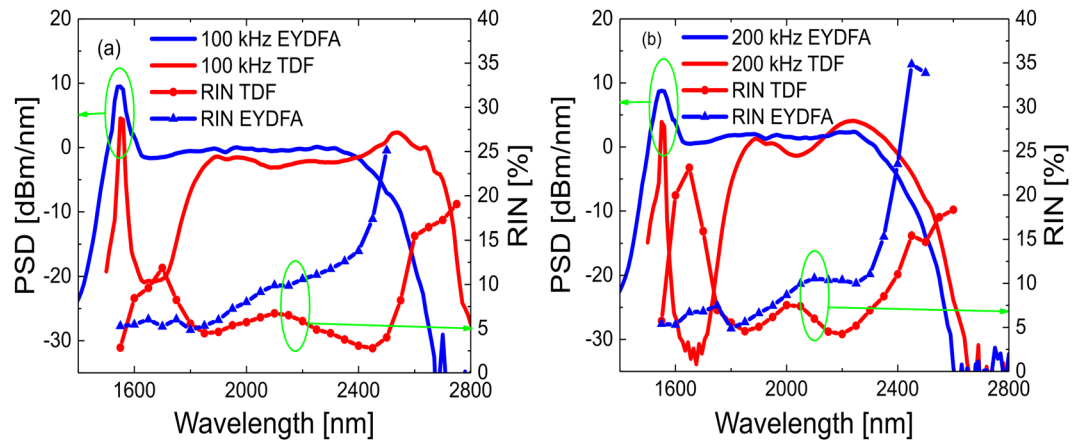 (a)
100 kHz EYDFA
100 kHz TDF
RIN TDF
RIN EYDFA
PSD [dBm/nm]
20
10
0
-10
-20
-30
RIN [%]
40
35
30
25
20
15
10
5
0
1600
2000
2400
2800
Wavelength [nm]
(b)
200 kHz EYDFA
200 kHz TDF
RIN TDF
RIN EYDFA
PSD [dBm/nm]
20
10
0
-10
-20
-30
RIN [%]
40
35
30
25
20
15
10
5
0
1600
2000
2400
2800
Wavelength [nm]